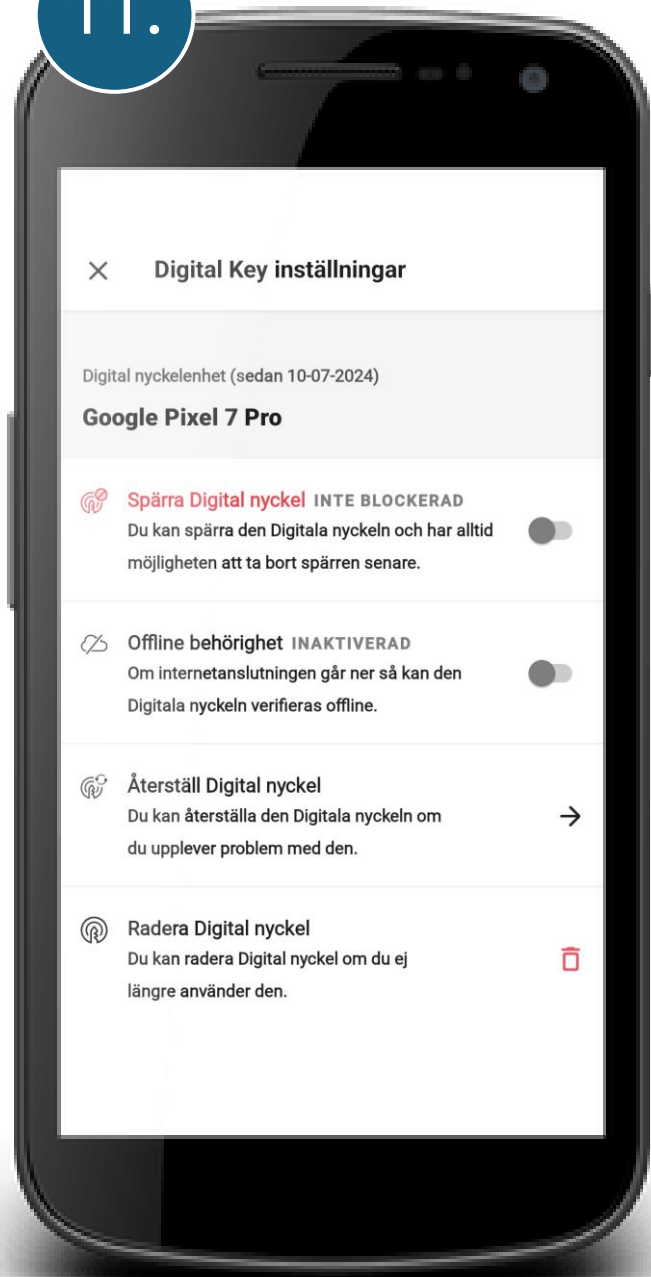 11.
Digital Key inställningar
Digital nyckelenhet (sedan 10-07-2024)
Google Pixel 7 Pro
Spärra Digital nyckel INTE BLOCKERAD
Du kan spärra den Digitala nyckeln och har alltid
möjligheten att ta bort spärren senare.
Offline behörighet INAKTIVERAD
Om internetanslutningen går ner så kan den
Digitala nyckeln verifieras offline.
Återställ Digital nyckel
Du kan återställa den Digitala nyckeln om
du upplever problem med den.
Radera Digital nyckel
Du kan radera Digital nyckel om du ej
längre använder den.